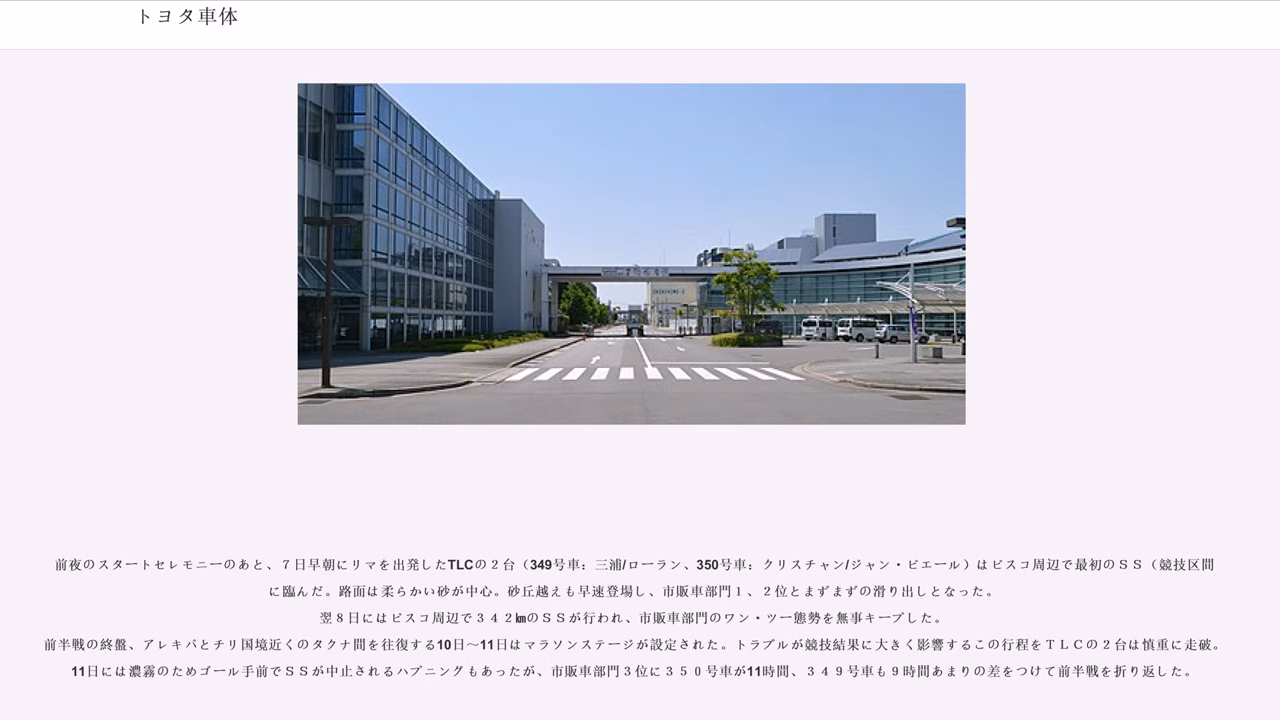 トヨタ車体
前夜のスタートセレモニーのあと、７日早朝にリマを出発したTLCの２台（349号車：三浦/ローラン、350号車：クリスチャン/ジャン・ピエール）はピスコ周辺で最初のＳＳ（競技区間
に臨んだ。路面は柔らかい砂が中心。砂丘越えも早速登場し、市販車部門１、２位とまずまずの滑り出しとなった。
翌８日にはピスコ周辺で３４２㎞のＳＳが行われ、市販車部門のワン・ツー態勢を無事キープした。
前半戦の終盤、アレキパとチリ国境近くのタクナ間を往復する10日～11日はマラソンステージが設定された。トラブルが競技結果に大きく影響するこの行程をＴＬＣの２台は慎重に走破。
11日には濃霧のためゴール手前でＳＳが中止されるハプニングもあったが、市販車部門３位に３５０号車が11時間、３４９号車も９時間あまりの差をつけて前半戦を折り返した。